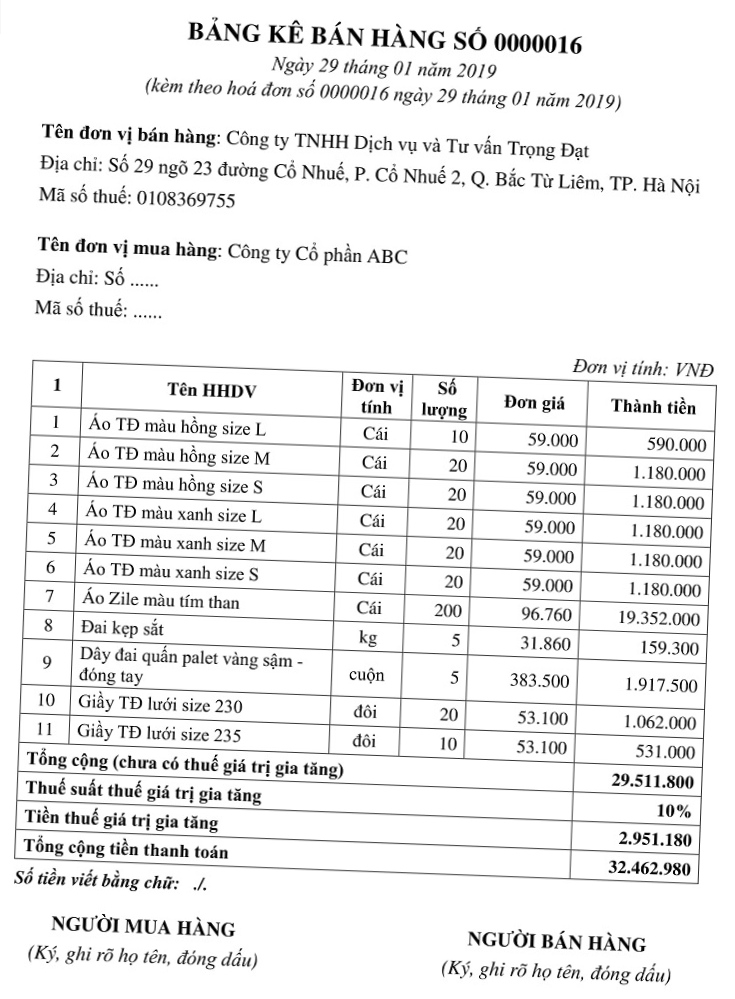 BẢNG KÊ BÁN HÀNG SỐ 0000016
Ngày 29 tháng 01 năm 2019
(kèm theo hoá đơn số 0000016 ngày 29 tháng 01 năm 2019)
Tên đơn vị bán hàng: Công ty TNHH Dịch vụ và Tư vấn Trọng Đạt
Địa chỉ: Số 29 ngõ 23 đường Cổ Nhuế, P. Cổ Nhuế 2, Q. Bắc Từ Liêm, TP. Hà Nội
Mã số thuế: 0108369755
Tên đơn vị mua hàng: Công ty Cổ phần ABC
Địa chỉ: Số ......
Mã số thuế: ......
Đơn vị tính: VNĐ
1 Tên HHDV Đơn vị tính Số lượng Đơn giá Thành tiền
1 Áo TĐ màu hồng size L Cái 10 59.000 590.000
2 Áo TĐ màu hồng size M Cái 20 59.000 1.180.000
3 Áo TĐ màu hồng size S Cái 20 59.000 1.180.000
4 Áo TĐ màu xanh size L Cái 20 59.000 1.180.000
5 Áo TĐ màu xanh size M Cái 20 59.000 1.180.000
6 Áo TĐ màu xanh size S Cái 20 59.000 1.180.000
7 Áo Zile màu tím than Cái 200 96.760 19.352.000
8 Đai kẹp sắt kg 5 31.860 159.300
9 Dây đai quấn palet vàng sậm - đóng tay cuộn 5 383.500 1.917.500
10 Giầy TĐ lưới size 230 đôi 20 53.100 1.062.000
11 Giầy TĐ lưới size 235 đôi 10 53.100 531.000
Tổng cộng (chưa có thuế giá trị gia tăng) 29.511.800
Thuế suất thuế giá trị gia tăng 10%
Tiền thuế giá trị gia tăng 2.951.180
Tổng cộng tiền thanh toán 32.462.980
Số tiền viết bằng chữ: ./.
NGƯỜI MUA HÀNG NGƯỜI BÁN HÀNG
(Ký, ghi rõ họ tên, đóng dấu) (Ký, ghi rõ họ tên, đóng dấu)